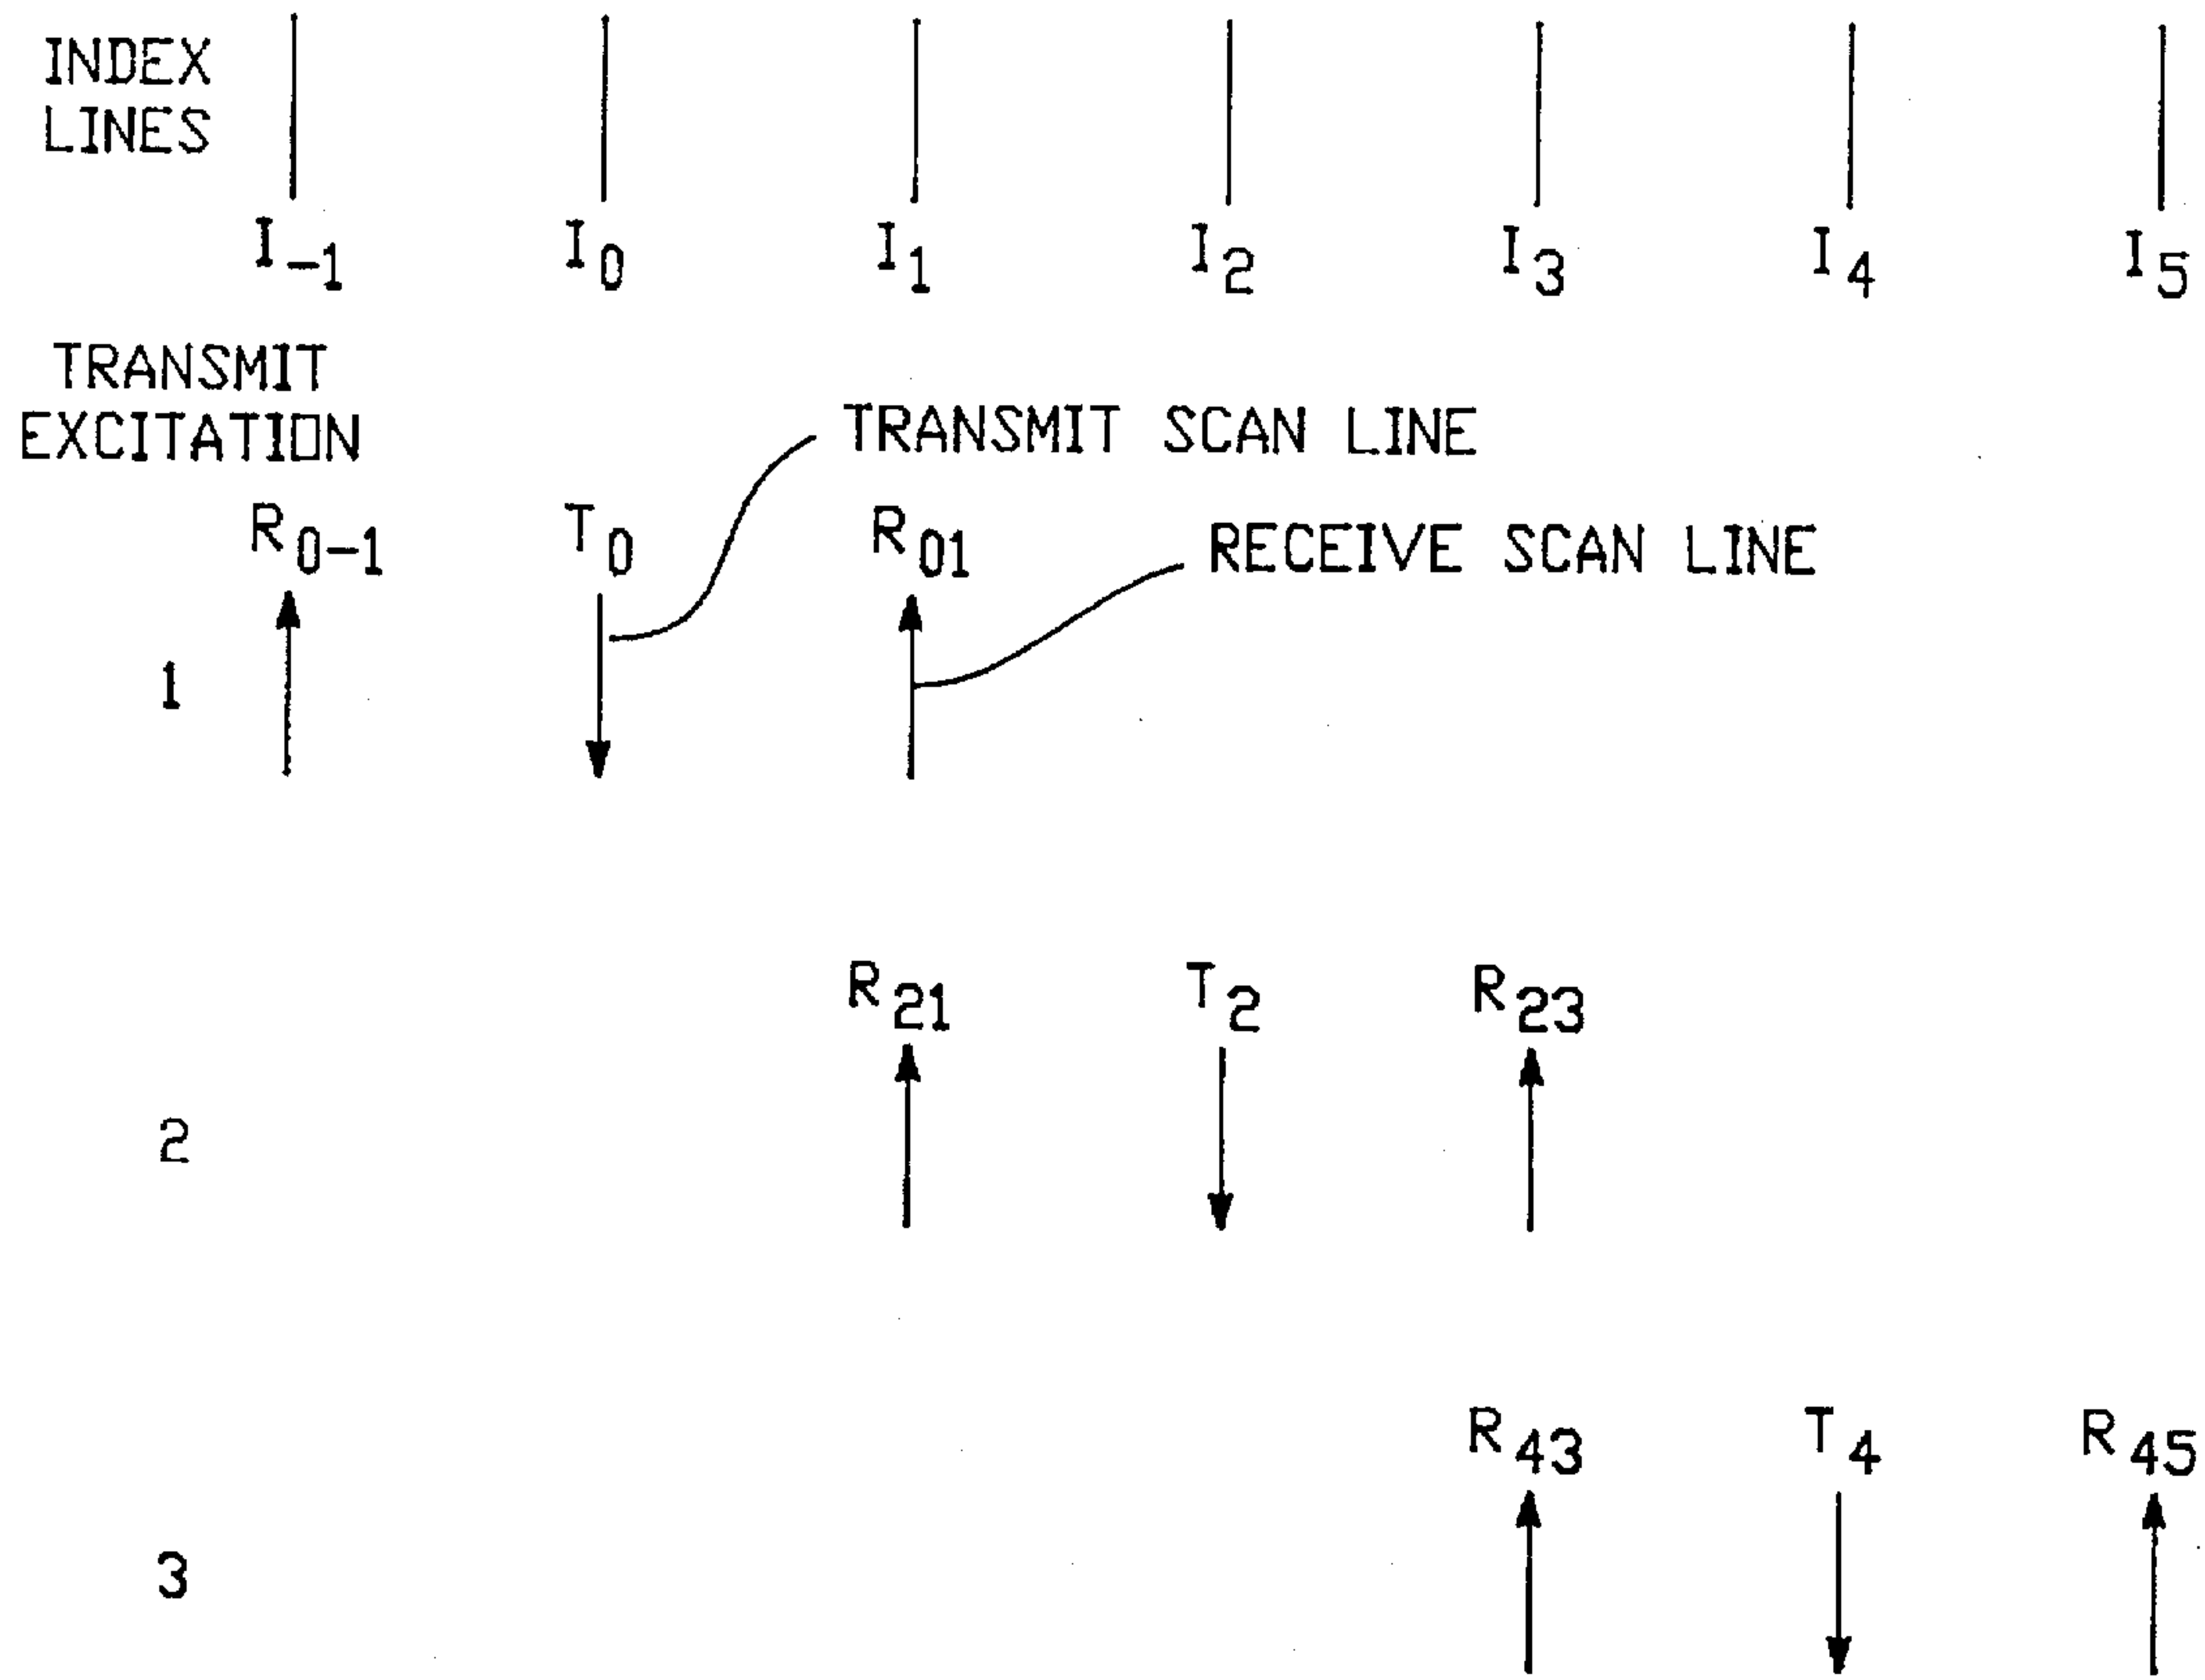 INDEX
LINES
I₋₁ I₀ I₁ I₂ I₃ I₄ I₅
TRANSMIT
EXCITATION
TRANSMIT SCAN LINE
R₀₋₁ T₀ R₀₁ RECEIVE SCAN LINE
1
R₂₁ T₂ R₂₃
2
R₄₃ T₄ R₄₅
3